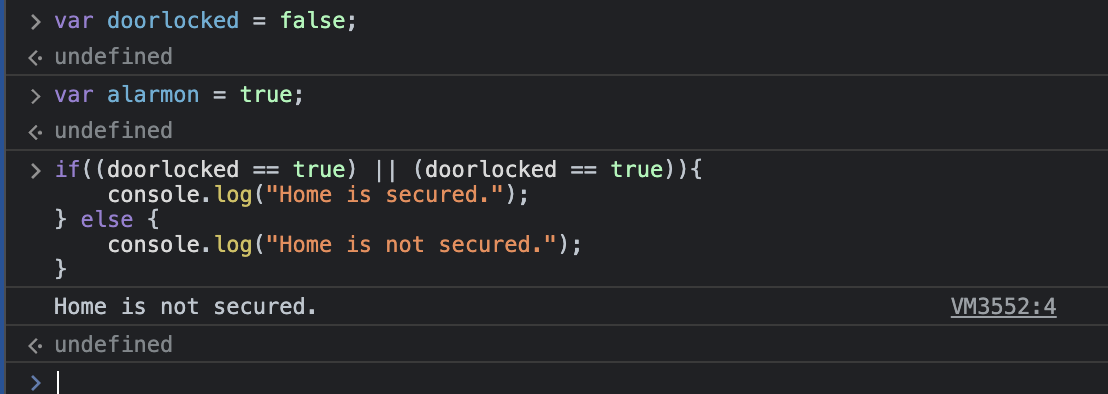 > var doorlocked = false;
<· undefined
> var alarmon = true;
<· undefined
> if((doorlocked == true) || (doorlocked == true)){
    console.log("Home is secured.");
} else {
    console.log("Home is not secured.");
}
Home is not secured. VM3552:4
<· undefined
>